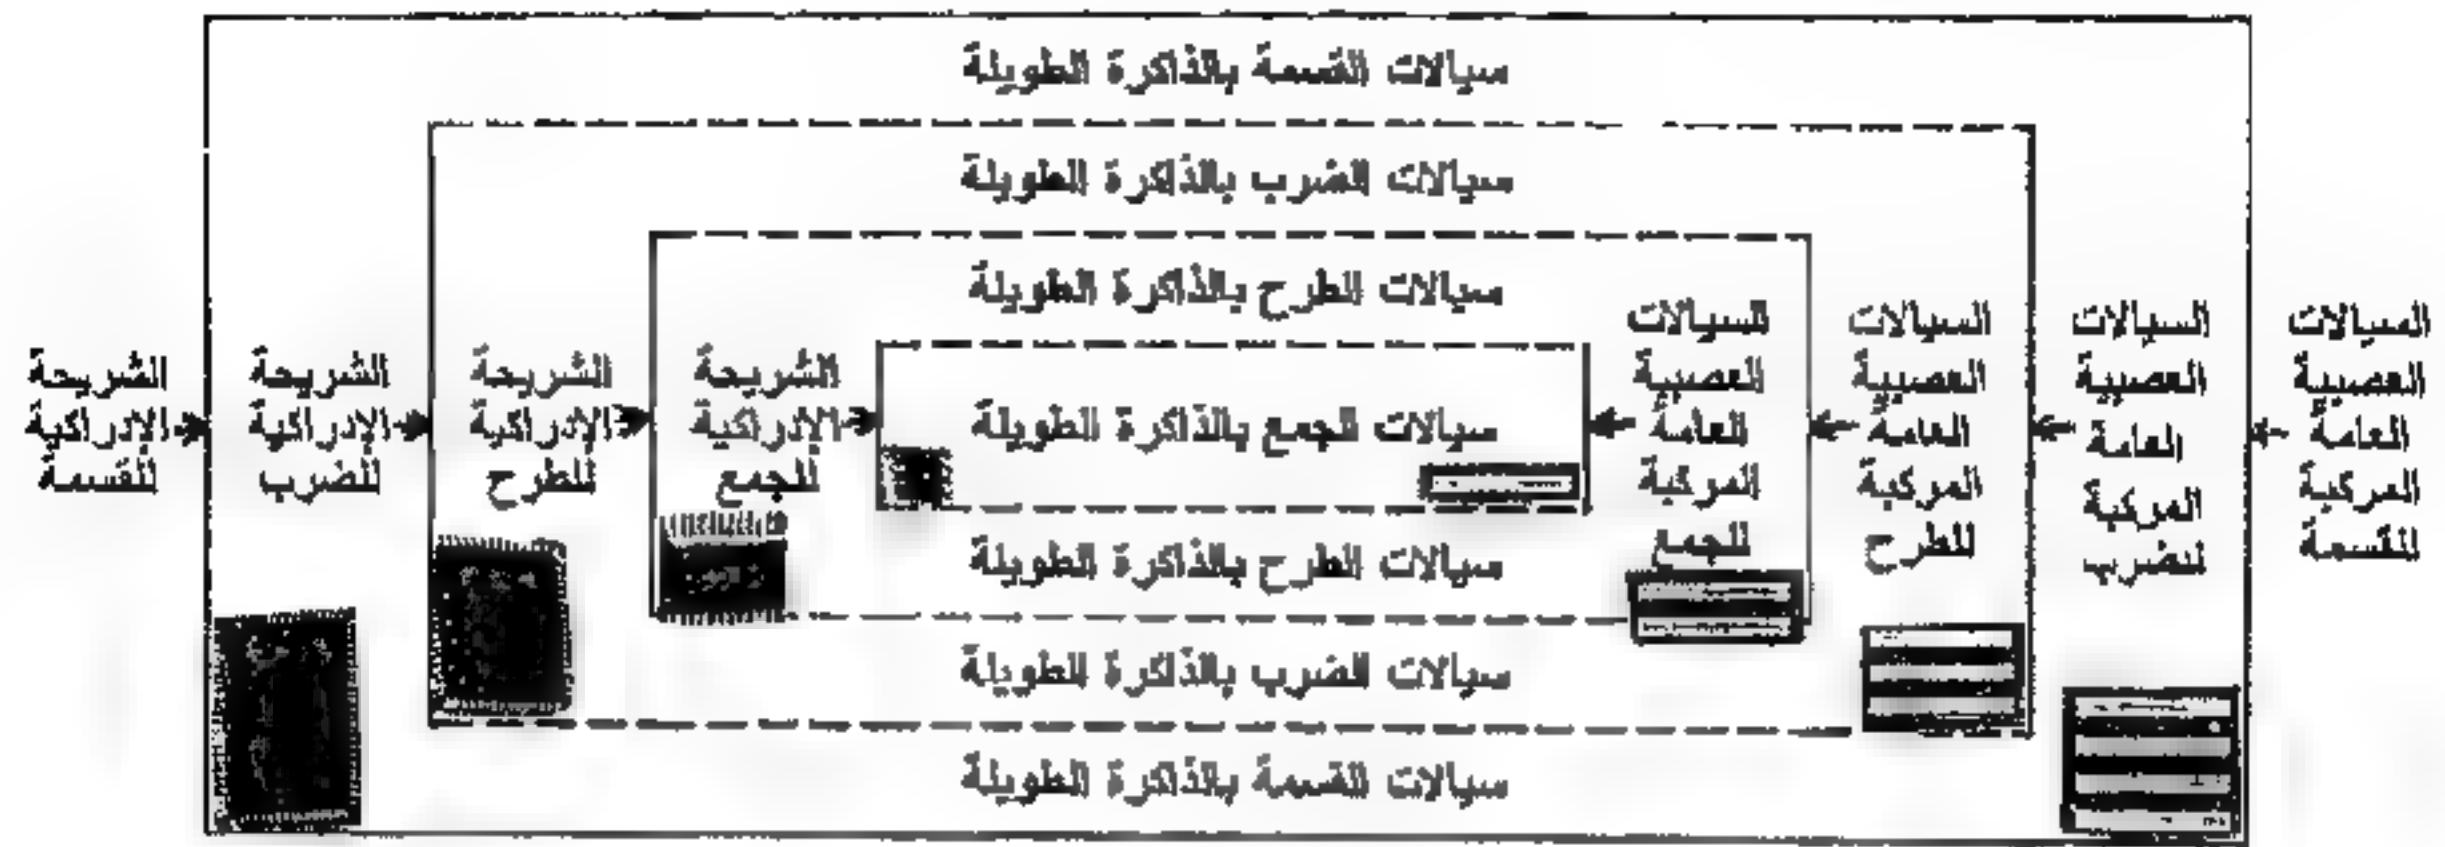 سيالات القسمة بالذاكرة الطويلة
سيالات الضرب بالذاكرة الطويلة
سيالات الطرح بالذاكرة الطويلة
سيالات الجمع بالذاكرة الطويلة
سيالات الطرح بالذاكرة الطويلة
سيالات الضرب بالذاكرة الطويلة
سيالات القسمة بالذاكرة الطويلة
السيالات
العصبية
العامة
المركبة
للقسمة
السيالات
العصبية
العامة
المركبة
للضرب
السيالات
العصبية
العامة
المركبة
للطرح
السيالات
العصبية
العامة
المركبة
للجمع
الشريحة
الإدراكية
للجمع
الشريحة
الإدراكية
للطرح
الشريحة
الإدراكية
للضرب
الشريحة
الإدراكية
للقسمة